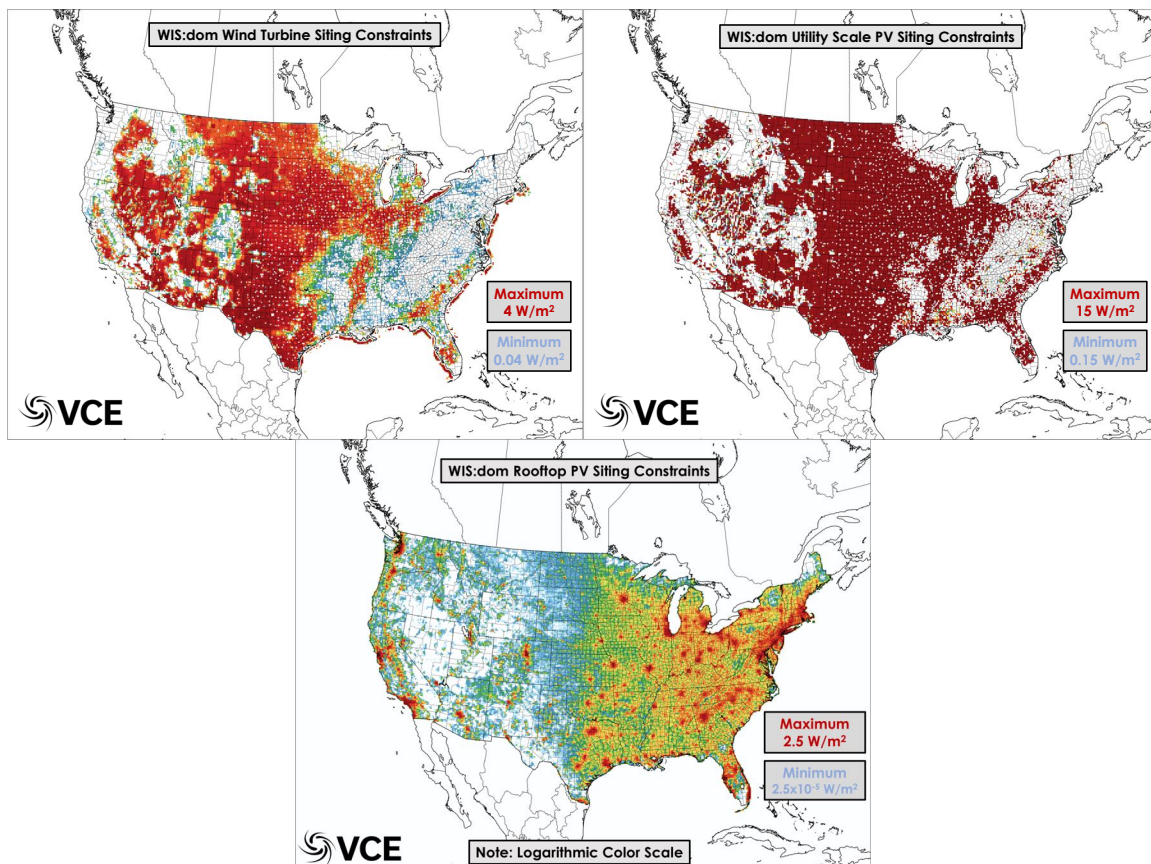 WIS:dom Wind Turbine Siting Constraints
Maximum
4 W/m²
Minimum
0.04 W/m²
VCE
WIS:dom Utility Scale PV Siting Constraints
Maximum
15 W/m²
Minimum
0.15 W/m²
VCE
WIS:dom Rooftop PV Siting Constraints
Maximum
2.5 W/m²
Minimum
2.5x10⁻⁵ W/m²
VCE
Note: Logarithmic Color Scale